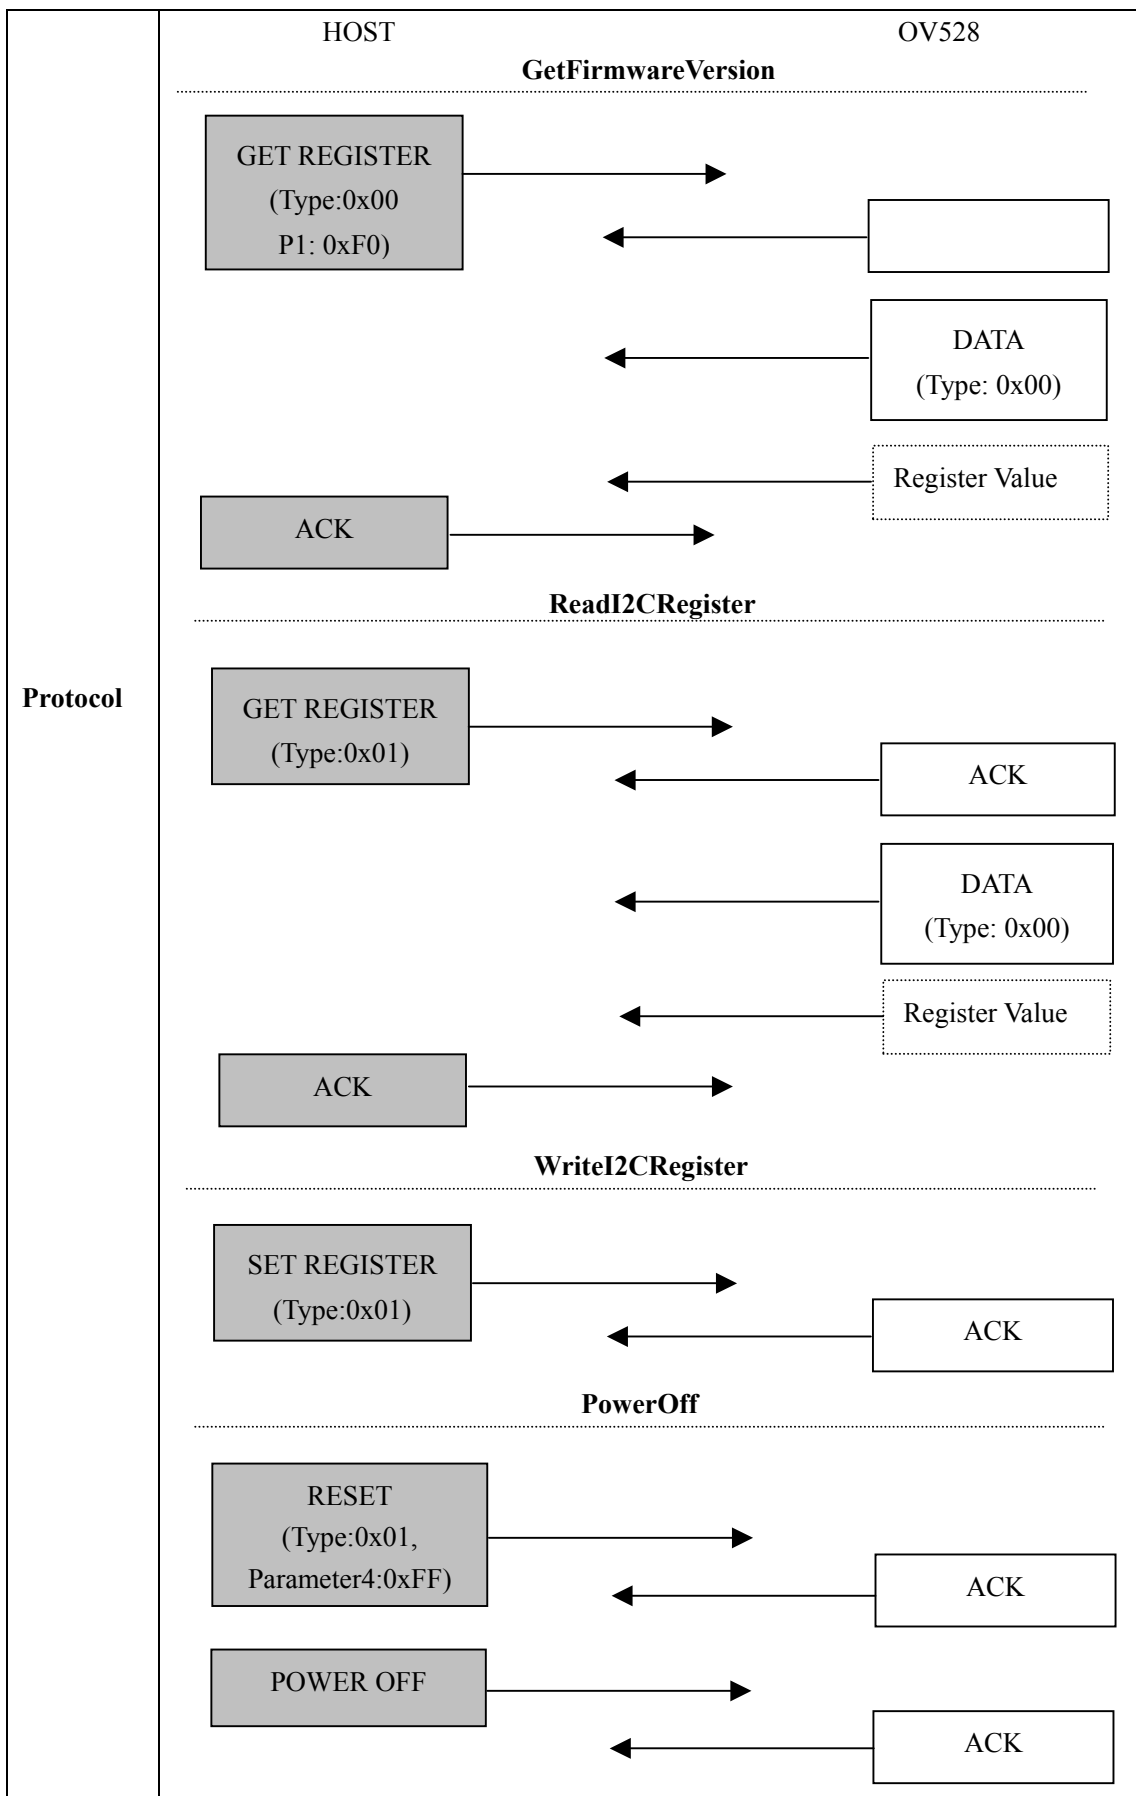 HOST OV528
GetFirmwareVersion
GET REGISTER
(Type:0x00
P1: 0xF0)
DATA
(Type: 0x00)
Register Value
ACK
ReadI2CRegister
Protocol
GET REGISTER
(Type:0x01)
ACK
DATA
(Type: 0x00)
Register Value
ACK
WriteI2CRegister
SET REGISTER
(Type:0x01)
ACK
PowerOff
RESET
(Type:0x01,
Parameter4:0xFF)
ACK
POWER OFF
ACK